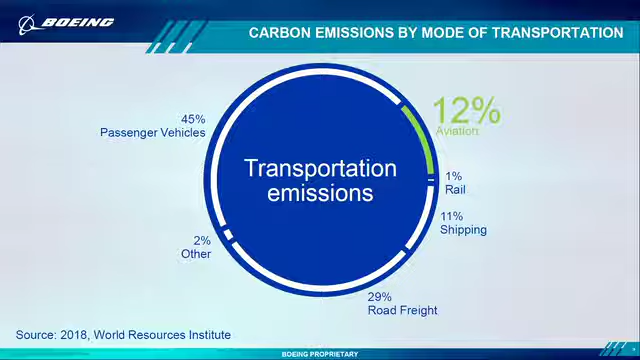 BOEING
CARBON EMISSIONS BY MODE OF TRANSPORTATION
45%
Passenger Vehicles
12%
Aviation
Transportation
emissions
1%
Rail
11%
Shipping
2%
Other
29%
Road Freight
Source: 2018, World Resources Institute
BOEING PROPRIETARY